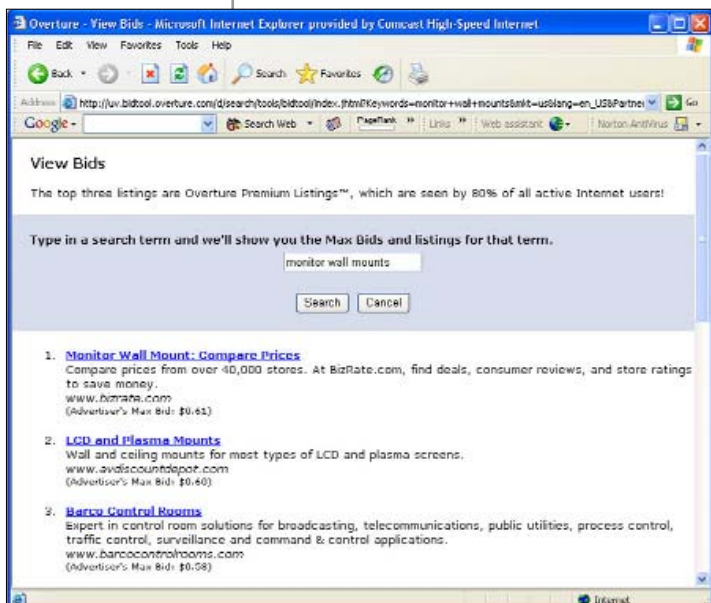 Overture - View Bids - Microsoft Internet Explorer provided by Comcast High-Speed Internet
File Edit View Favorites Tools Help
Back Search Favorites
Address http://uv.bidtool.overture.com/d/search/tools/bidtool/index.jhtml?Keywords=monitor+wall+mounts&mkt=us&lang=en_US&Partner Go
Google Search Web PageRank Links Web assistant Norton AntiVirus
View Bids
The top three listings are Overture Premium Listings™, which are seen by 80% of all active Internet users!
Type in a search term and we'll show you the Max Bids and listings for that term.
monitor wall mounts
Search Cancel
1. Monitor Wall Mount: Compare Prices
Compare prices from over 40,000 stores. At BizRate.com, find deals, consumer reviews, and store ratings
to save money.
www.bizrate.com
(Advertiser's Max Bid: $0.61)
2. LCD and Plasma Mounts
Wall and ceiling mounts for most types of LCD and plasma screens.
www.avdiscountdepot.com
(Advertiser's Max Bid: $0.60)
3. Barco Control Rooms
Expert in control room solutions for broadcasting, telecommunications, public utilities, process control,
traffic control, surveillance and command & control applications.
www.barcocontrolrooms.com
(Advertiser's Max Bid: $0.58)
Internet